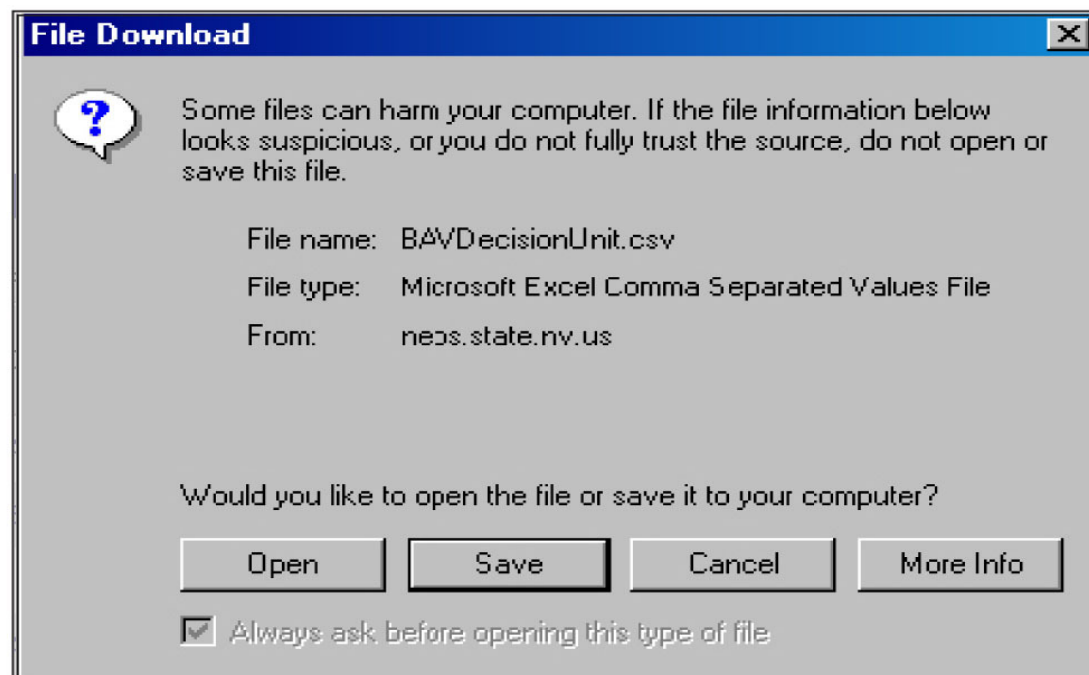 File Download
?
Some files can harm your computer. If the file information below
looks suspicious, or you do not fully trust the source, do not open or
save this file.
File name: BAVDecisionUnit.csv
File type: Microsoft Excel Comma Separated Values File
From: nebs.state.nv.us
Would you like to open the file or save it to your computer?
Open Save Cancel More Info
Always ask before opening this type of file